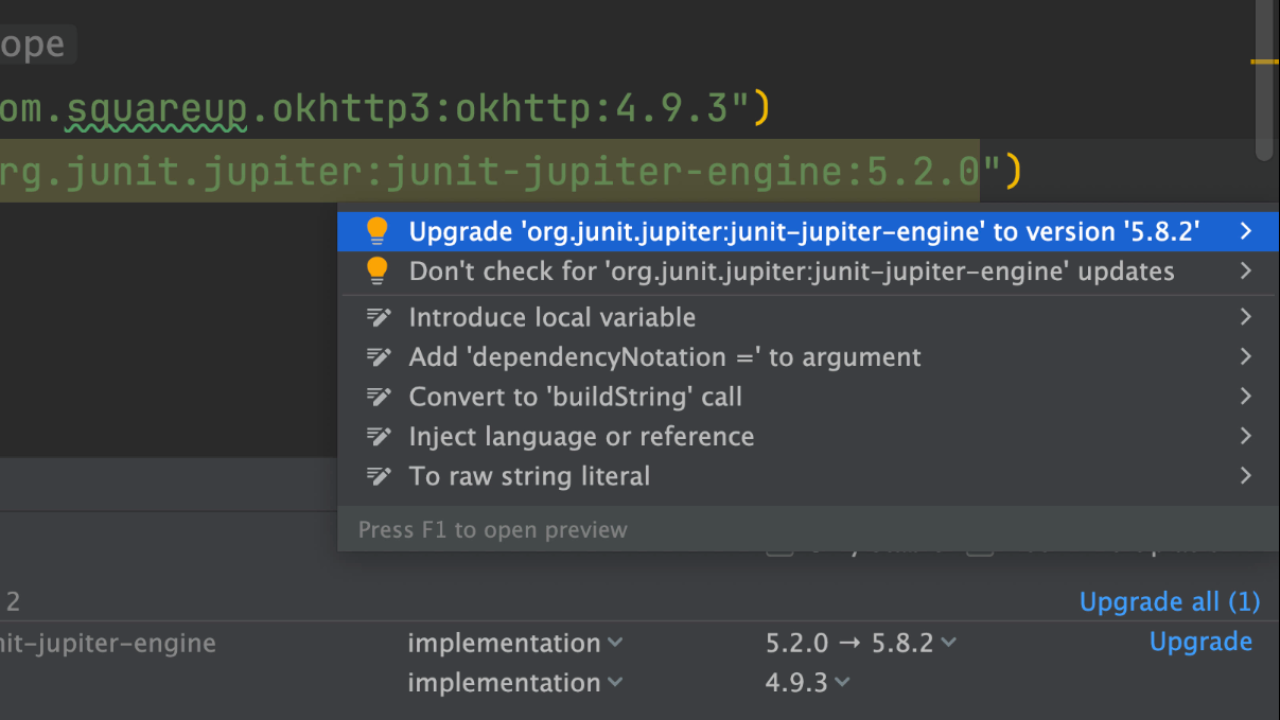 ope
om.squareup.okhttp3:okhttp:4.9.3")
rg.junit.jupiter:junit-jupiter-engine:5.2.0")
Upgrade 'org.junit.jupiter:junit-jupiter-engine' to version '5.8.2'
Don't check for 'org.junit.jupiter:junit-jupiter-engine' updates
Introduce local variable
Add 'dependencyNotation =' to argument
Convert to 'buildString' call
Inject language or reference
To raw string literal
Press F1 to open preview
2 Upgrade all (1)
nit-jupiter-engine implementation 5.2.0 → 5.8.2 Upgrade
implementation 4.9.3